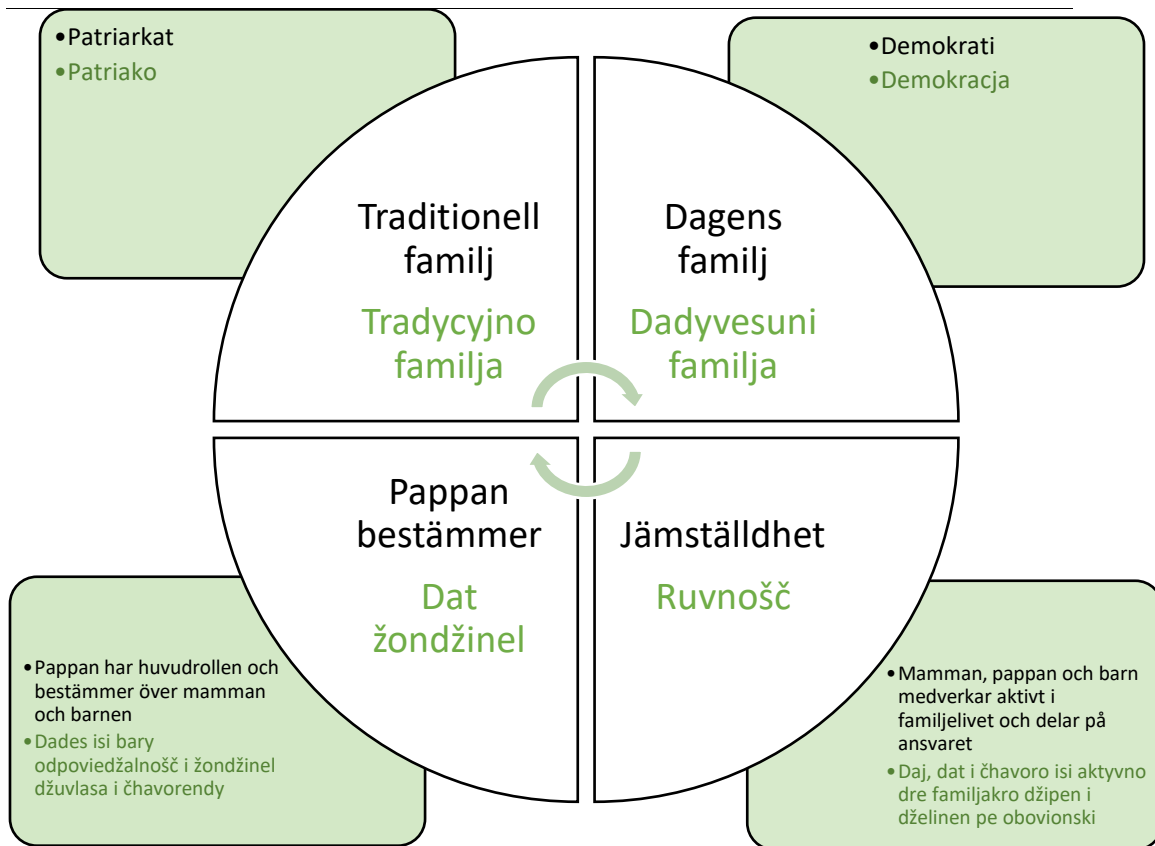 •Patriarkat
•Patriako
•Demokrati
•Demokracja
Traditionell
familj
Tradycyjno
familja
Dagens
familj
Dadyvesuni
familja
Pappan
bestämmer
Dat
žondžinel
Jämställdhet
Ruvnošč
•Pappan har huvudrollen och
bestämmer över mamman
och barnen
•Dades isi bary
odpoviedžalnošč i žondžinel
džuvlasa i čhavorendy
•Mamman, pappan och barn
medverkar aktivt i
familjelivet och delar på
ansvaret
•Daj, dat i čhavoro isi aktyvno
dre familjakro džipen i
dželinen pe obovionski